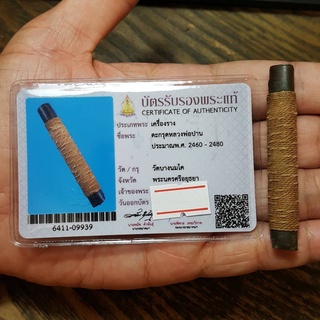 บัตรรับรองพระแท้
CERTIFICATE OF AUTHENTICITY
ประเภทพระ เครื่องราง
ชื่อพระ ตะกรุดหลวงพ่อปาน
ประมาณพ.ศ. 2460 - 2480
วัด / กรุ วัดบางนมโค
จังหวัด พระนครศรีอยุธยา
เจ้าของพระ
วันออกบัตร
6411-09939